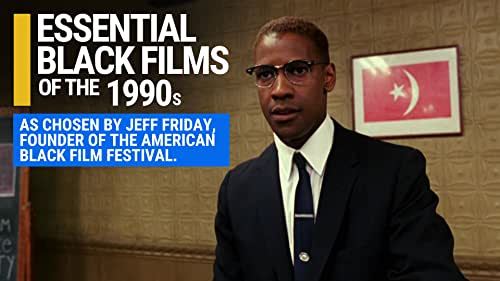 ESSENTIAL
BLACK FILMS
OF THE 1990s
AS CHOSEN BY JEFF FRIDAY,
FOUNDER OF THE AMERICAN
BLACK FILM FESTIVAL.